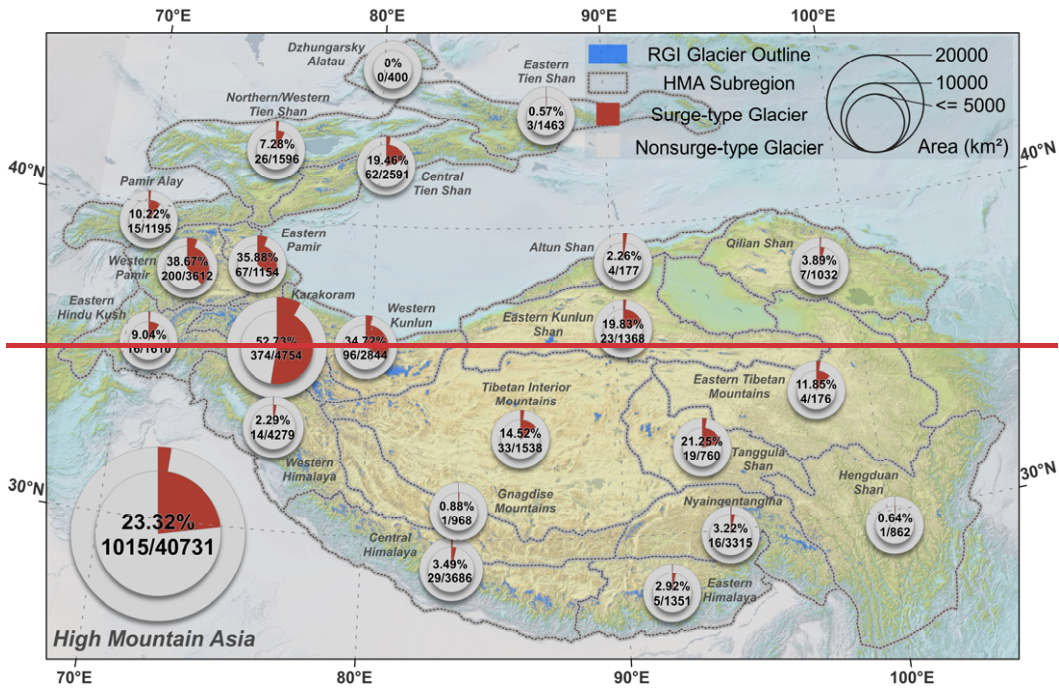 70°E
80°E
90°E
100°E
Dzhungarsky
Alatau
0%
0/400
Eastern
Tien Shan
0.57%
3/1463
RGI Glacier Outline
HMA Subregion
Surge-type Glacier
Nonsurge-type Glacier
20000
10000
<= 5000
Area (km²)
Northern/Western
Tien Shan
7.28%
26/1596
19.46%
62/2591
Central
Tien Shan
40°N
40°N
Pamir Alay
10.22%
15/1195
Western
Pamir
38.67%
200/3612
Eastern
Pamir
35.88%
67/1154
Altun Shan
2.26%
4/177
Qilian Shan
3.89%
7/1032
Eastern
Hindu Kush
9.04%
16/1610
Karakoram
52.73%
374/4754
Western
Kunlun
34.72%
96/2844
Eastern Kunlun
Shan
19.83%
23/1368
Tibetan Interior
Mountains
14.52%
33/1538
Eastern Tibetan
Mountains
11.85%
4/176
2.29%
14/4279
Western
Himalaya
21.25%
19/760
Tanggula
Shan
Hengduan
Shan
0.64%
1/862
30°N
30°N
Gnagdise
Mountains
0.88%
1/968
Nyainqentanglha
3.22%
16/3315
Central
Himalaya
3.49%
29/3686
2.92%
5/1351
Eastern
Himalaya
23.32%
1015/40731
High Mountain Asia
70°E
80°E
90°E
100°E